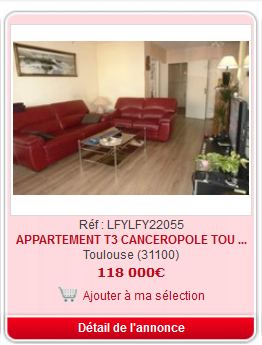 Réf : LFYLFY22055
APPARTEMENT T3 CANCEROPOLE TOU ...
Toulouse (31100)
118 000€
Ajouter à ma sélection
Détail de l'annonce